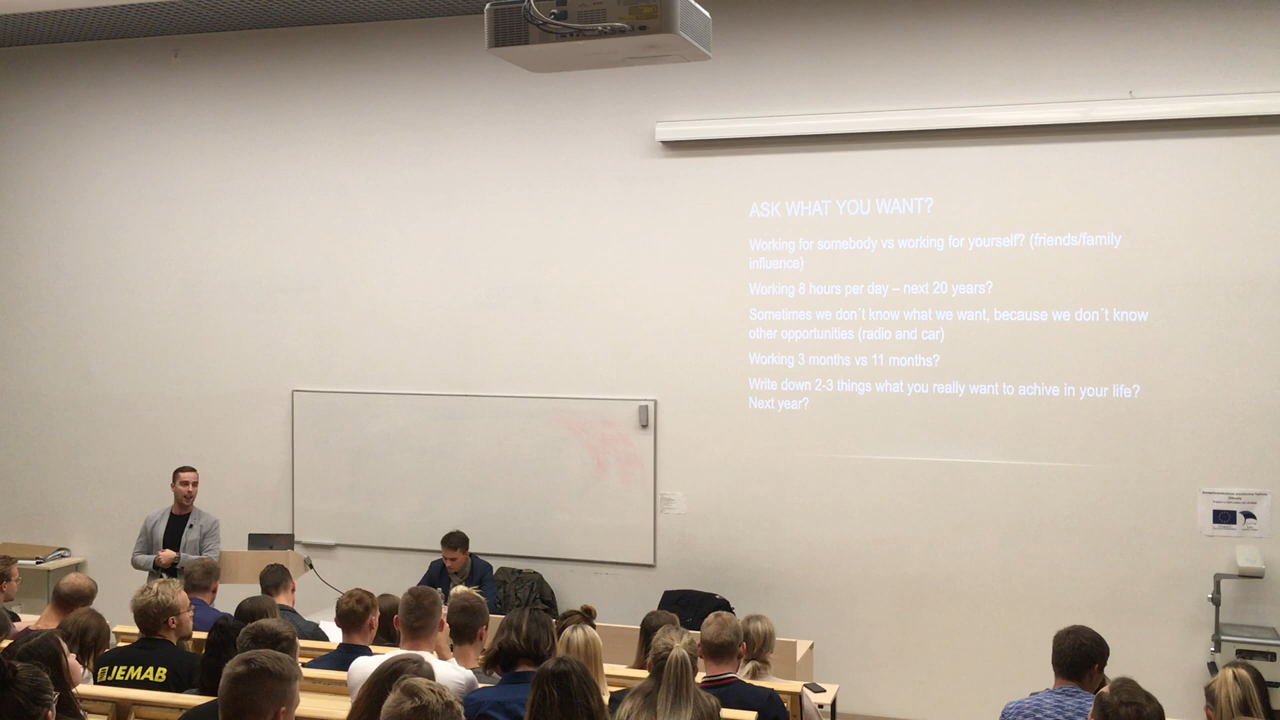 ASK WHAT YOU WANT?
Working for somebody vs working for yourself? (friends/family
influence)
Working 8 hours per day – next 20 years?
Sometimes we don´t know what we want, because we don´t know
other opportunities (radio and car)
Working 3 months vs 11 months?
Write down 2-3 things what you really want to achive in your life?
Next year?
JEMAB